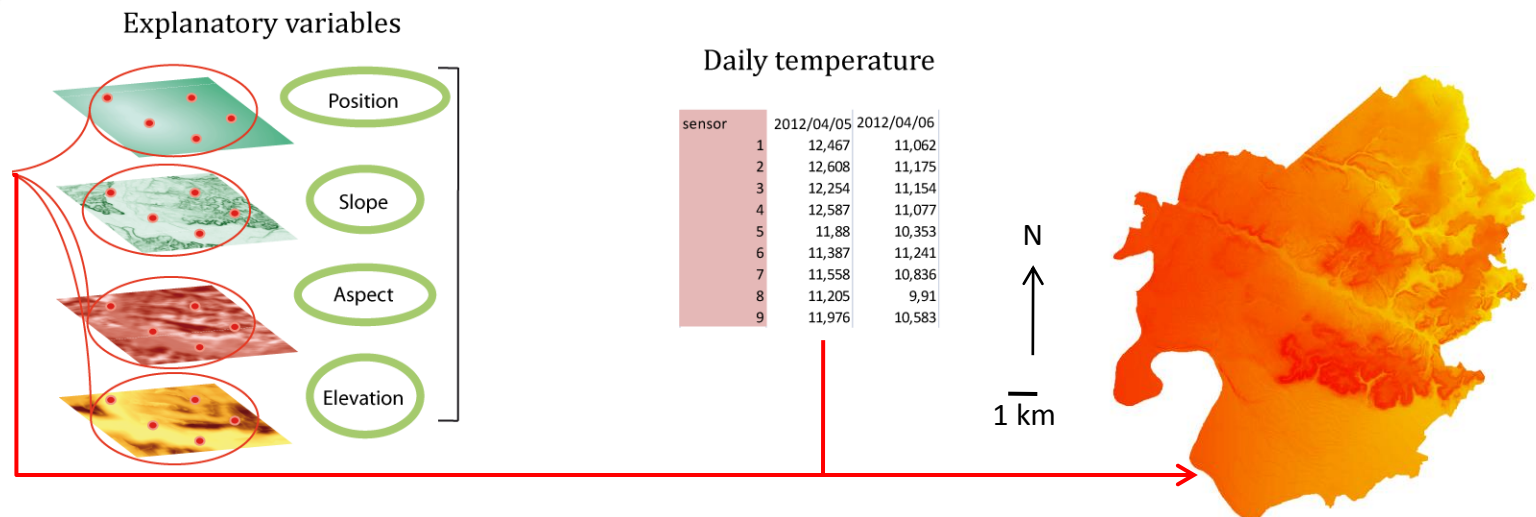 Explanatory variables
Position
Slope
Aspect
Elevation
Daily temperature
sensor 2012/04/05 2012/04/06
1 12,467 11,062
2 12,608 11,175
3 12,254 11,154
4 12,587 11,077
5 11,88 10,353
6 11,387 11,241
7 11,558 10,836
8 11,205 9,91
9 11,976 10,583
N
1 km